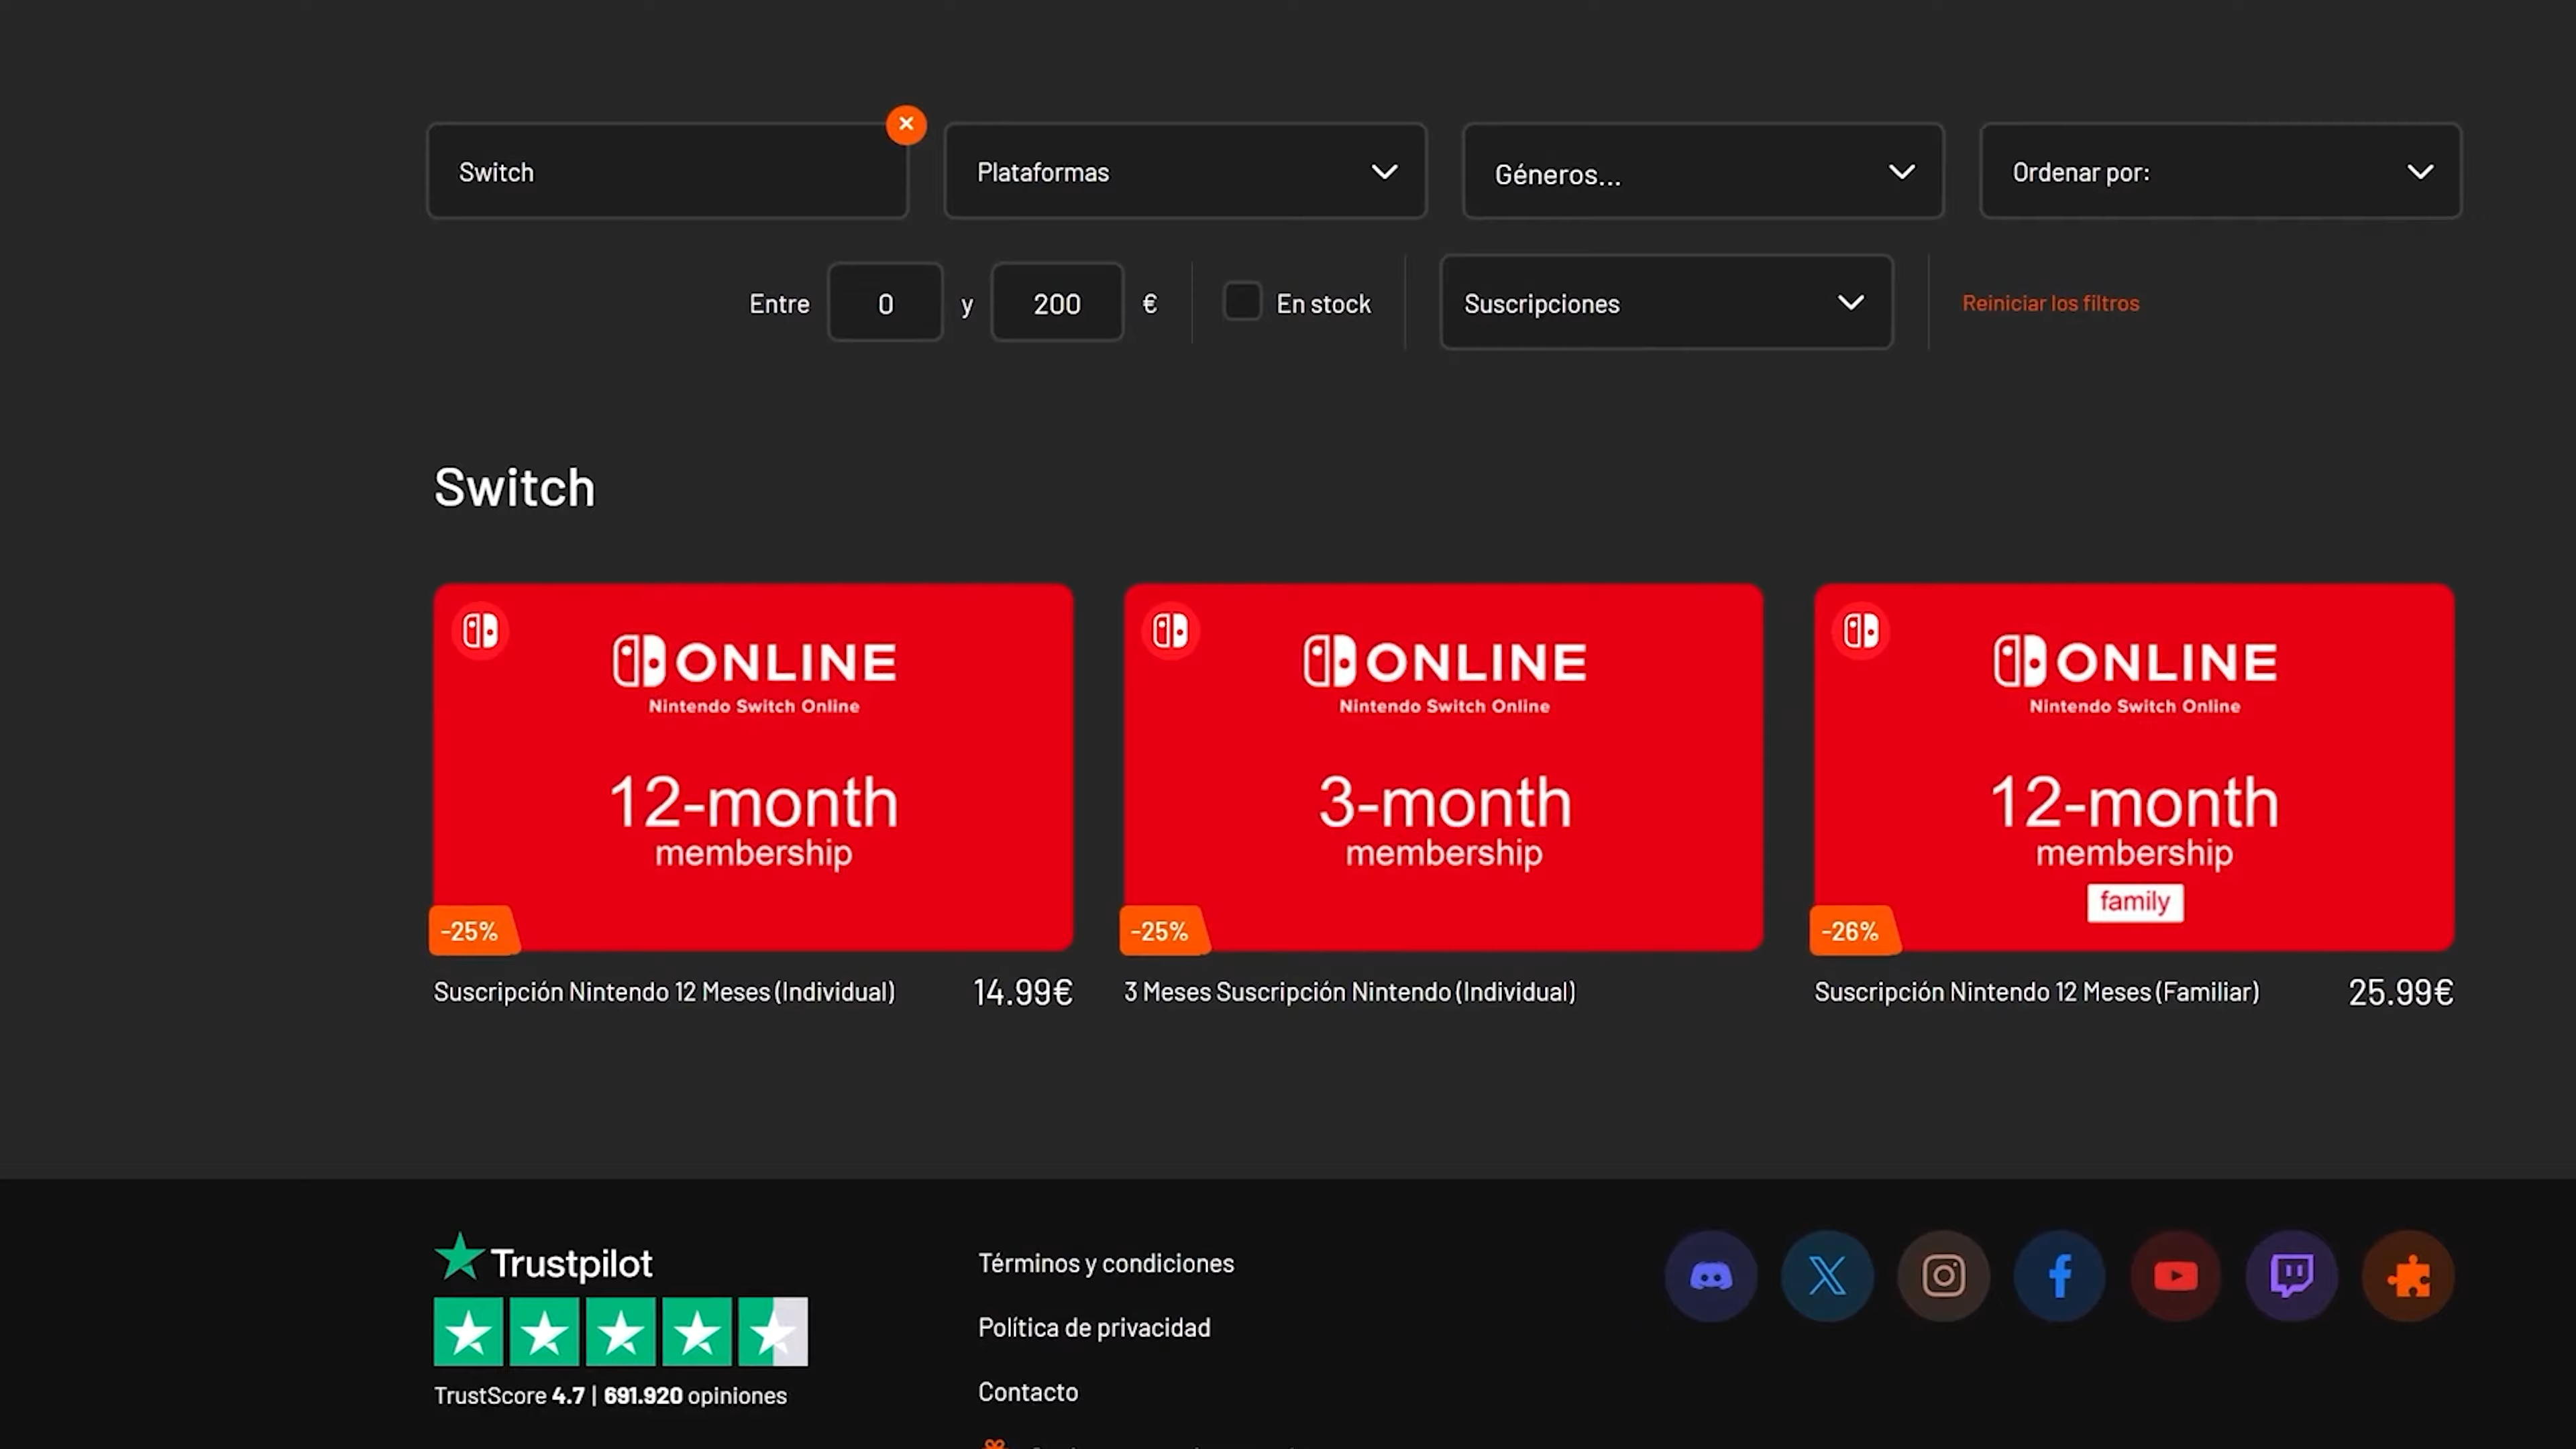 Switch
Plataformas
Géneros...
Ordenar por:
Entre 0 y 200 €
En stock
Suscripciones
Reiniciar los filtros
Switch
ONLINE
Nintendo Switch Online
12-month
membership
-25%
Suscripción Nintendo 12 Meses (Individual) 14.99€
ONLINE
Nintendo Switch Online
3-month
membership
-25%
3 Meses Suscripción Nintendo (Individual)
ONLINE
Nintendo Switch Online
12-month
membership
family
-26%
Suscripción Nintendo 12 Meses (Familiar) 25.99€
Trustpilot
TrustScore 4.7 | 691.920 opiniones
Términos y condiciones
Política de privacidad
Contacto